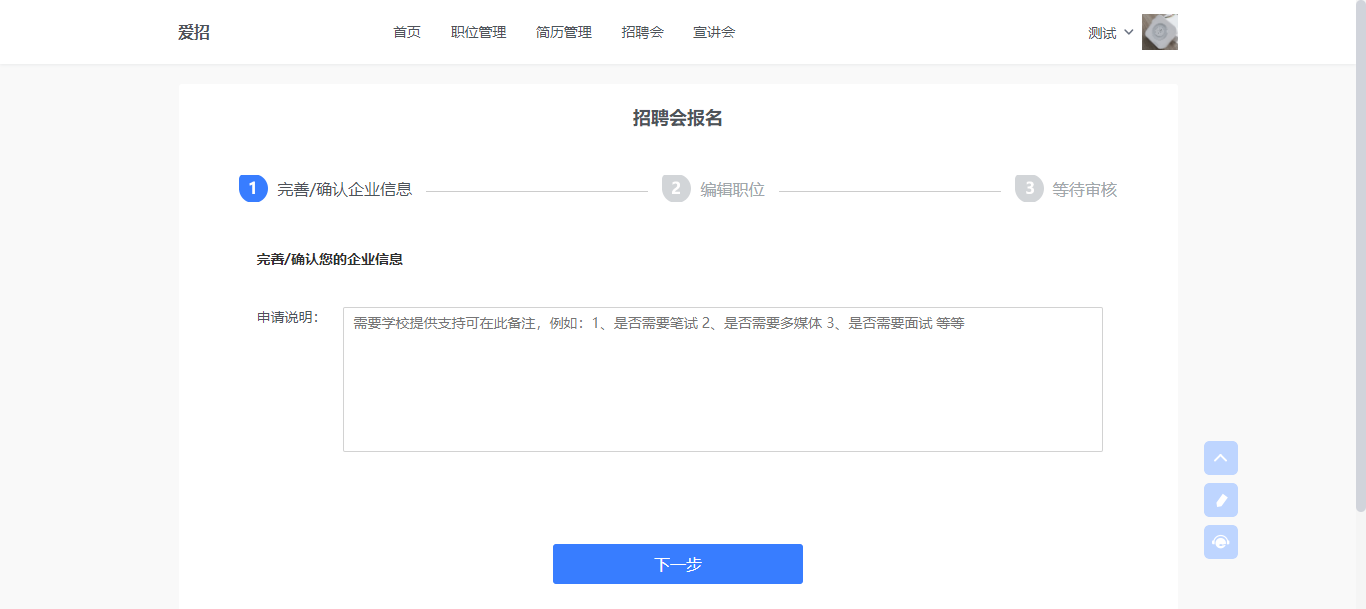 爱招 首页 职位管理 简历管理 招聘会 宣讲会 测试
招聘会报名
1 完善/确认企业信息 2 编辑职位 3 等待审核
完善/确认您的企业信息
申请说明： 需要学校提供支持可在此备注，例如：1、是否需要笔试 2、是否需要多媒体 3、是否需要面试 等等
下一步